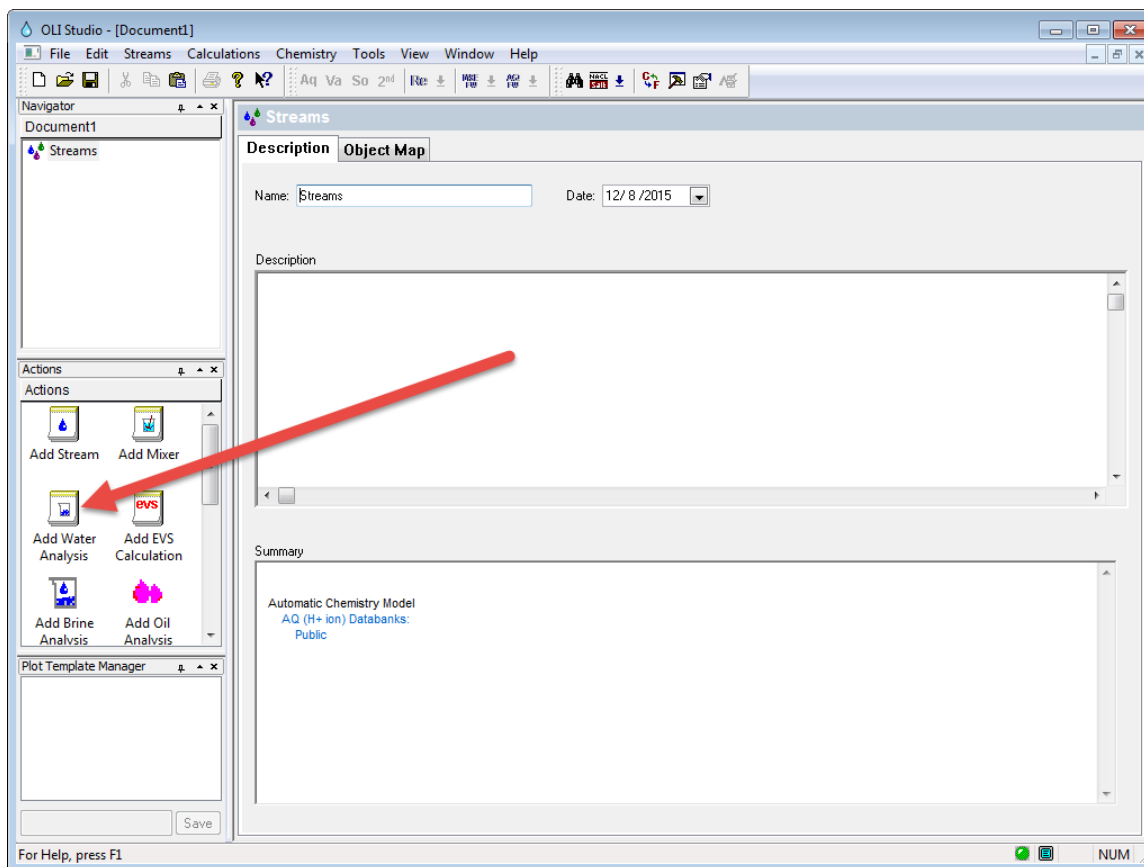 OLI Studio - [Document1]
File Edit Streams Calculations Chemistry Tools View Window Help
Aq Va So 2nd
Navigator
Document1
Streams
Streams
Description Object Map
Name: Streams Date: 12/ 8 /2015
Description
Actions
Actions
Add Stream Add Mixer
evs
Add Water Analysis
Add EVS Calculation
Add Brine Analysis
Add Oil Analysis
Summary
Automatic Chemistry Model
AQ (H+ ion) Databanks:
Public
Plot Template Manager
Save
For Help, press F1 NUM